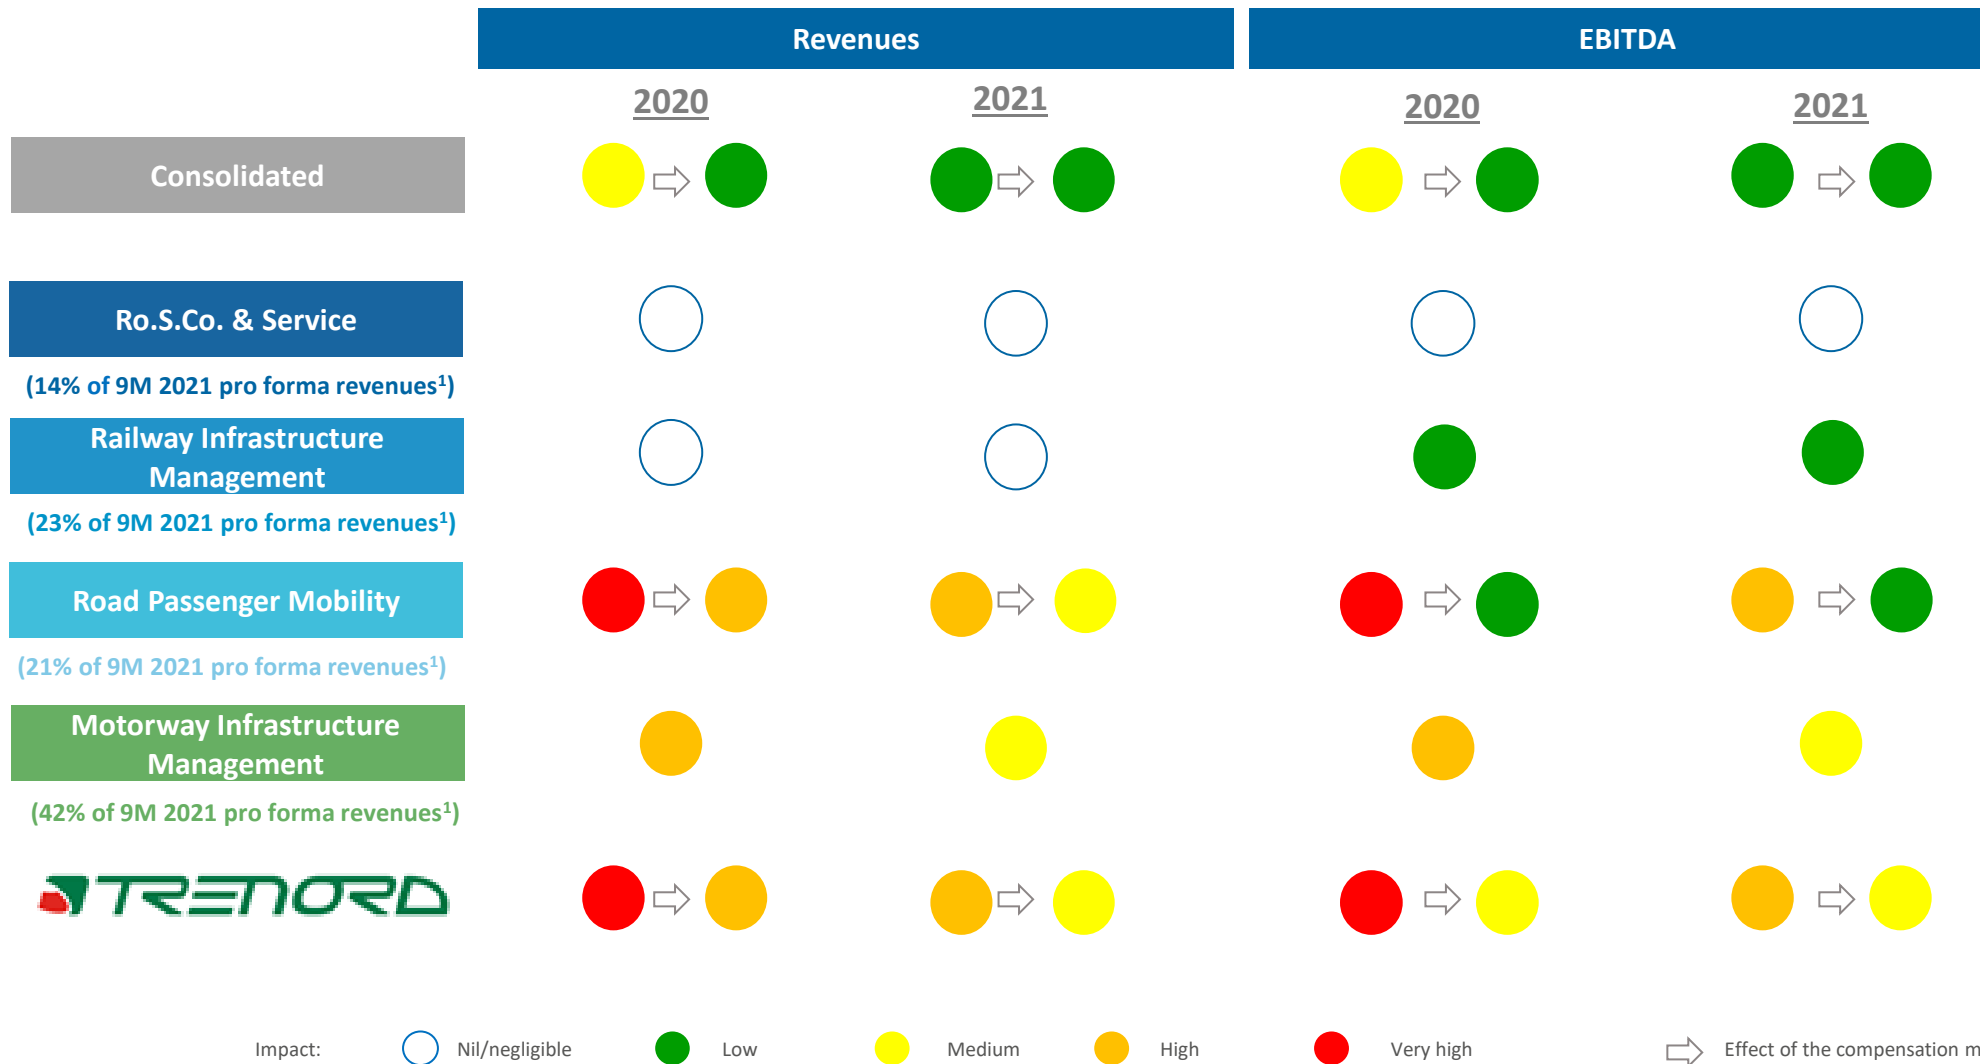 Revenues
EBITDA
2020
2021
2020
2021
Consolidated
Ro.S.Co. & Service
(14% of 9M 2021 pro forma revenues¹)
Railway Infrastructure
Management
(23% of 9M 2021 pro forma revenues¹)
Road Passenger Mobility
(21% of 9M 2021 pro forma revenues¹)
Motorway Infrastructure
Management
(42% of 9M 2021 pro forma revenues¹)
TRENORD
Impact:
Nil/negligible
Low
Medium
High
Very high
Effect of the compensation m